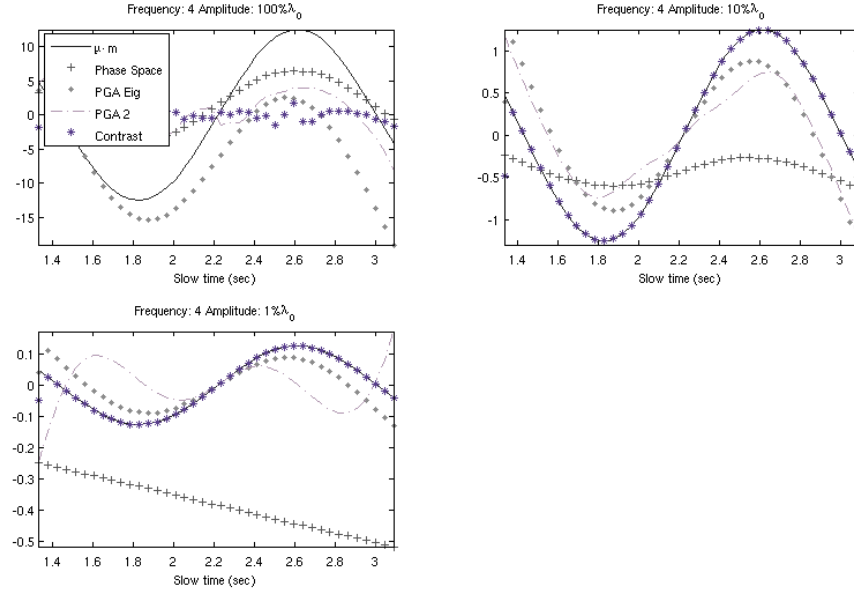 Frequency: 4 Amplitude: 100%λ0
10
5
0
-5
-10
-15
μ· m
Phase Space
PGA Eig
PGA 2
Contrast
1.4 1.6 1.8 2 2.2 2.4 2.6 2.8 3
Slow time (sec)
Frequency: 4 Amplitude: 10%λ0
1
0.5
0
-0.5
-1
1.4 1.6 1.8 2 2.2 2.4 2.6 2.8 3
Slow time (sec)
Frequency: 4 Amplitude: 1%λ0
0.1
0
-0.1
-0.2
-0.3
-0.4
-0.5
1.4 1.6 1.8 2 2.2 2.4 2.6 2.8 3
Slow time (sec)